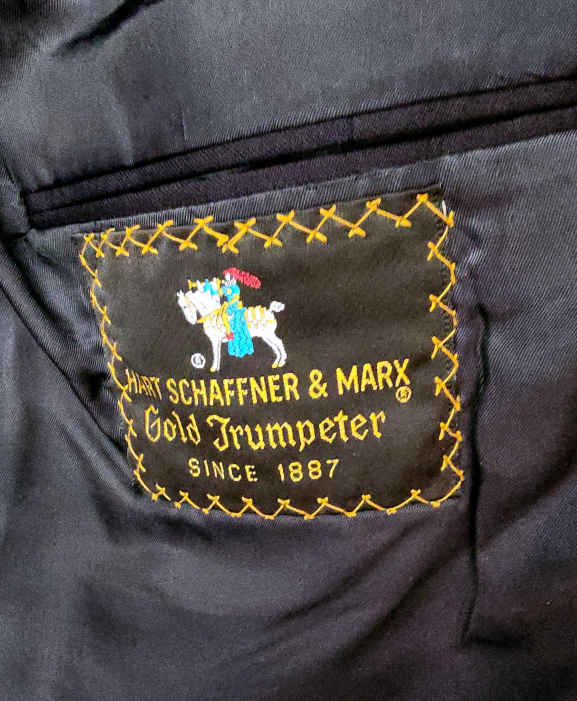 HART SCHAFFNER & MARX
Gold Trumpeter
SINCE 1887